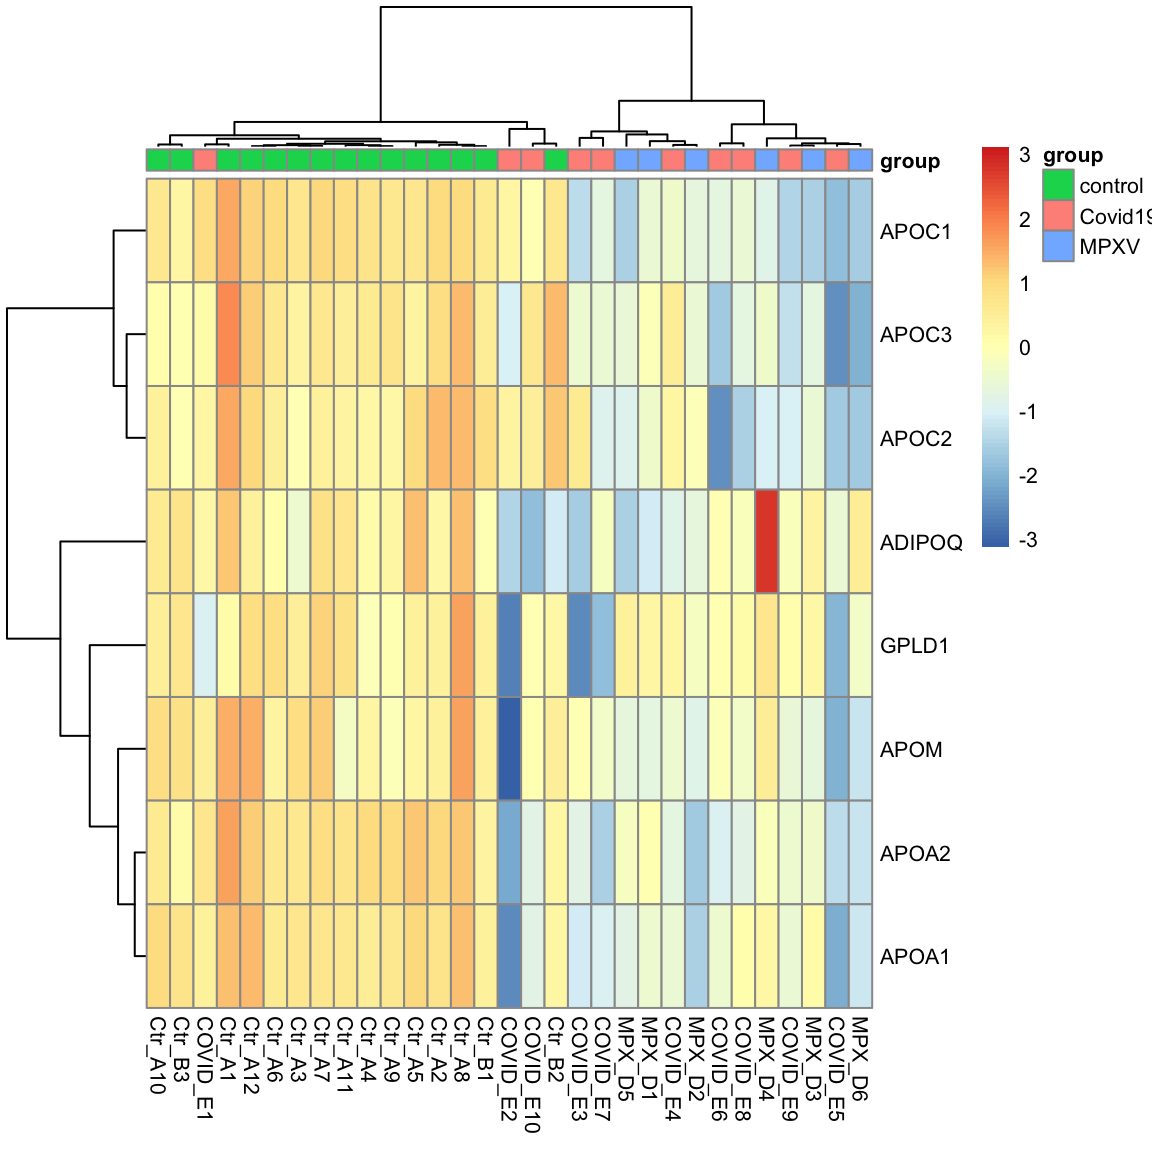 group
APOC1
APOC3
APOC2
ADIPOQ
GPLD1
APOM
APOA2
APOA1
Ctr_A10
Ctr_B3
COVID_E1
Ctr_A1
Ctr_A12
Ctr_A6
Ctr_A3
Ctr_A7
Ctr_A11
Ctr_A4
Ctr_A9
Ctr_A5
Ctr_A2
Ctr_A8
Ctr_B1
COVID_E2
COVID_E10
Ctr_B2
COVID_E3
COVID_E7
MPX_D5
MPX_D1
COVID_E4
MPX_D2
COVID_E6
COVID_E8
MPX_D4
COVID_E9
MPX_D3
COVID_E5
MPX_D6
3
2
1
0
-1
-2
-3
group
control
Covid19
MPXV